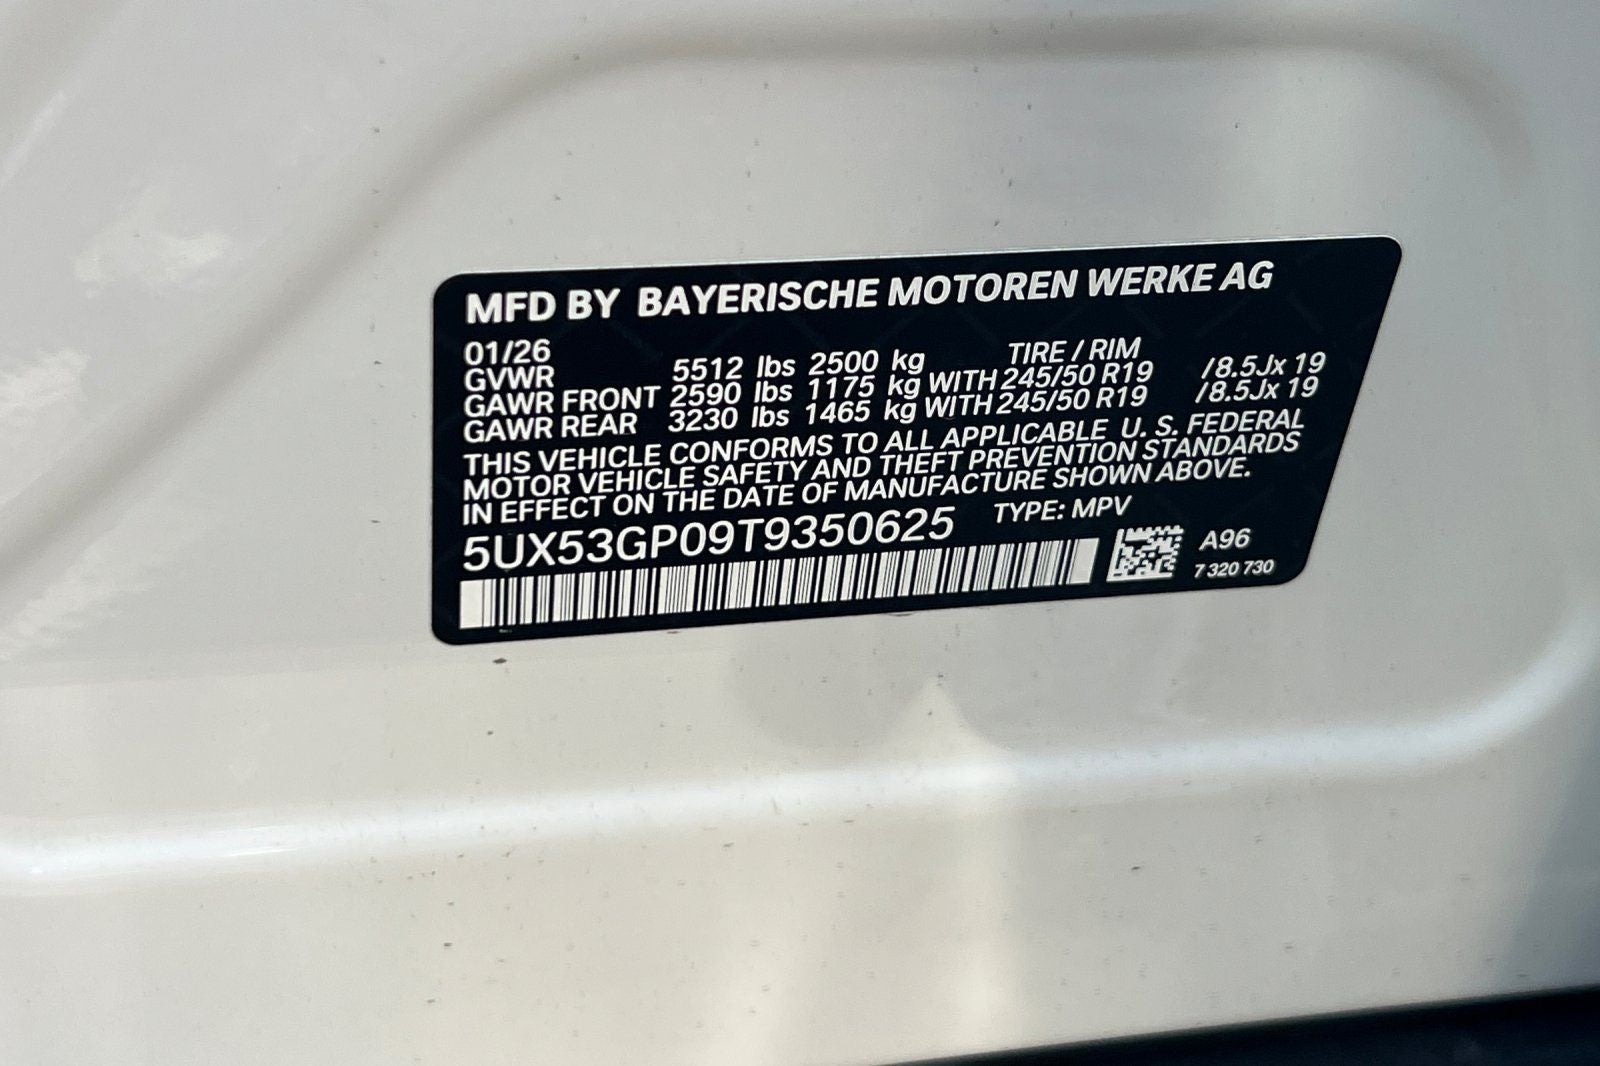 MFD BY BAYERISCHE MOTOREN WERKE AG
01/26 TIRE / RIM
GVWR 5512 lbs 2500 kg
GAWR FRONT 2590 lbs 1175 kg WITH 245/50 R19 /8.5Jx 19
GAWR REAR 3230 lbs 1465 kg WITH 245/50 R19 /8.5Jx 19
THIS VEHICLE CONFORMS TO ALL APPLICABLE U. S. FEDERAL
MOTOR VEHICLE SAFETY AND THEFT PREVENTION STANDARDS
IN EFFECT ON THE DATE OF MANUFACTURE SHOWN ABOVE.
5UX53GP09T9350625 TYPE: MPV
A96
7 320 730